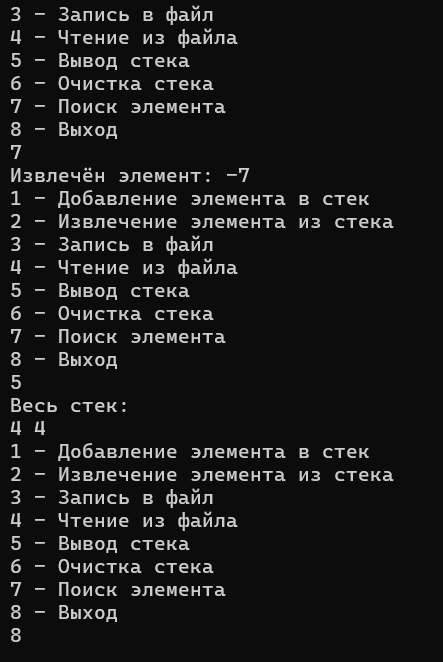 3 - Запись в файл
4 - Чтение из файла
5 - Вывод стека
6 - Очистка стека
7 - Поиск элемента
8 - Выход
7
Извлечён элемент: -7
1 - Добавление элемента в стек
2 - Извлечение элемента из стека
3 - Запись в файл
4 - Чтение из файла
5 - Вывод стека
6 - Очистка стека
7 - Поиск элемента
8 - Выход
5
Весь стек:
4 4
1 - Добавление элемента в стек
2 - Извлечение элемента из стека
3 - Запись в файл
4 - Чтение из файла
5 - Вывод стека
6 - Очистка стека
7 - Поиск элемента
8 - Выход
8